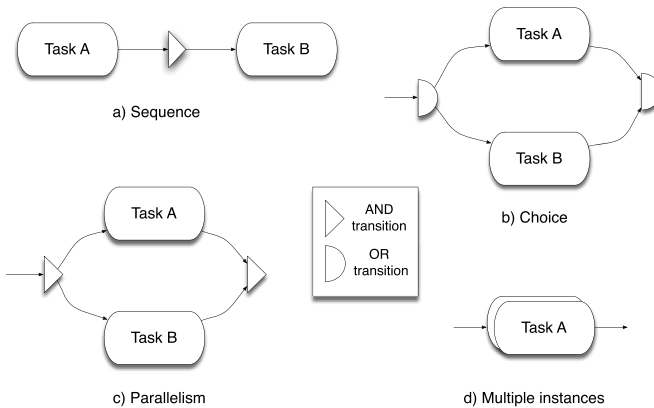 Task A
Task B
a) Sequence
Task A
Task B
b) Choice
Task A
Task B
c) Parallelism
AND
transition
OR
transition
Task A
d) Multiple instances